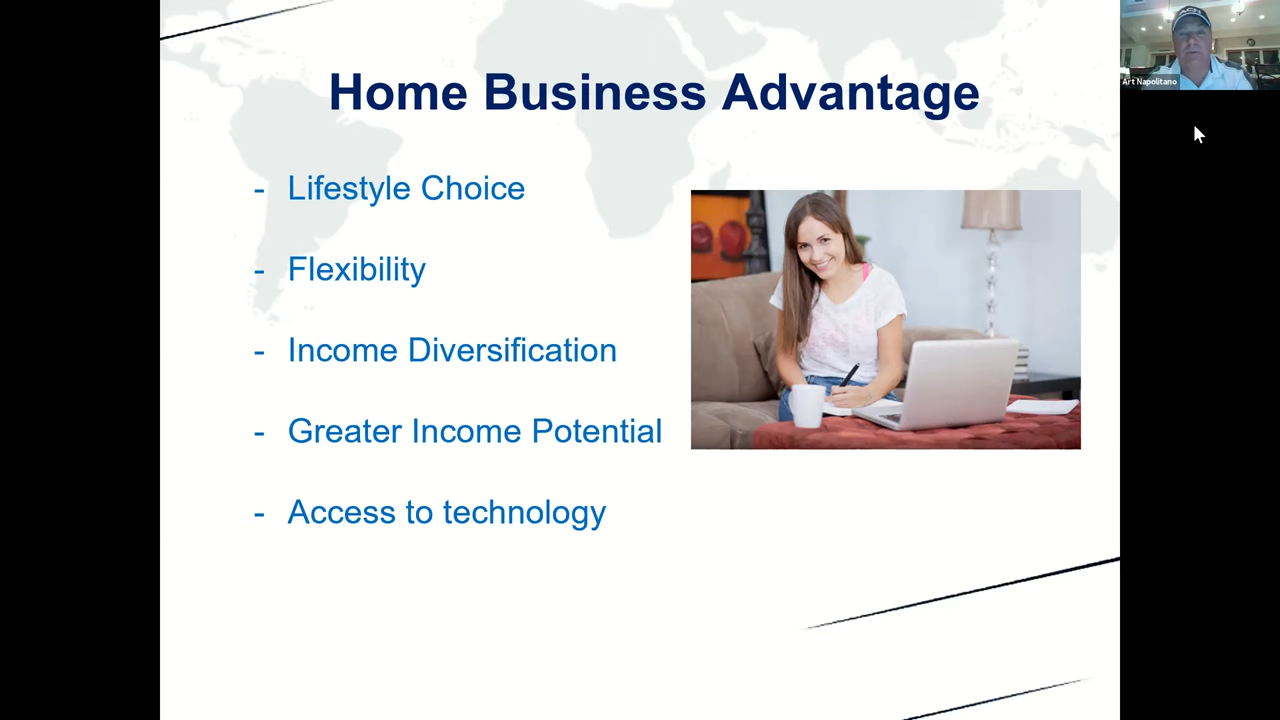 Home Business Advantage
- Lifestyle Choice
- Flexibility
- Income Diversification
- Greater Income Potential
- Access to technology
Art Napolitano